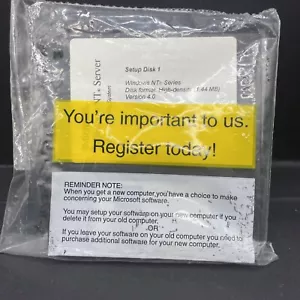 NT® Server
Setup Disk 1
Windows NT® Series
Disk format: High-density (1.44 MB)
Version 4.0
You're important to us.
Register today!
REMINDER NOTE:
When you get a new computer, you have a choice to make
concerning your Microsoft software.
You may setup your software on your new computer if you
delete it from your old computer.
OR
If you leave your software on your old computer you need to
purchase additional software for your new computer.